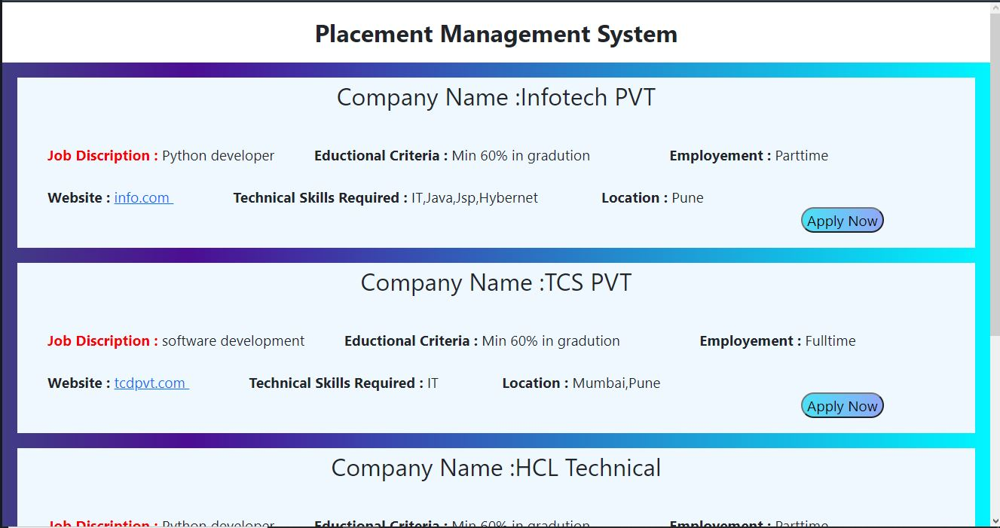 Placement Management System
Company Name :Infotech PVT
Job Discription : Python developer Eductional Criteria : Min 60% in gradution Employement : Parttime
Website : info.com Technical Skills Required : IT,Java,Jsp,Hybernet Location : Pune
Apply Now
Company Name :TCS PVT
Job Discription : software development Eductional Criteria : Min 60% in gradution Employement : Fulltime
Website : tcdpvt.com Technical Skills Required : IT Location : Mumbai,Pune
Apply Now
Company Name :HCL Technical
Job Discription : Python developer Eductional Criteria : Min 60% in gradution Employement : Parttime